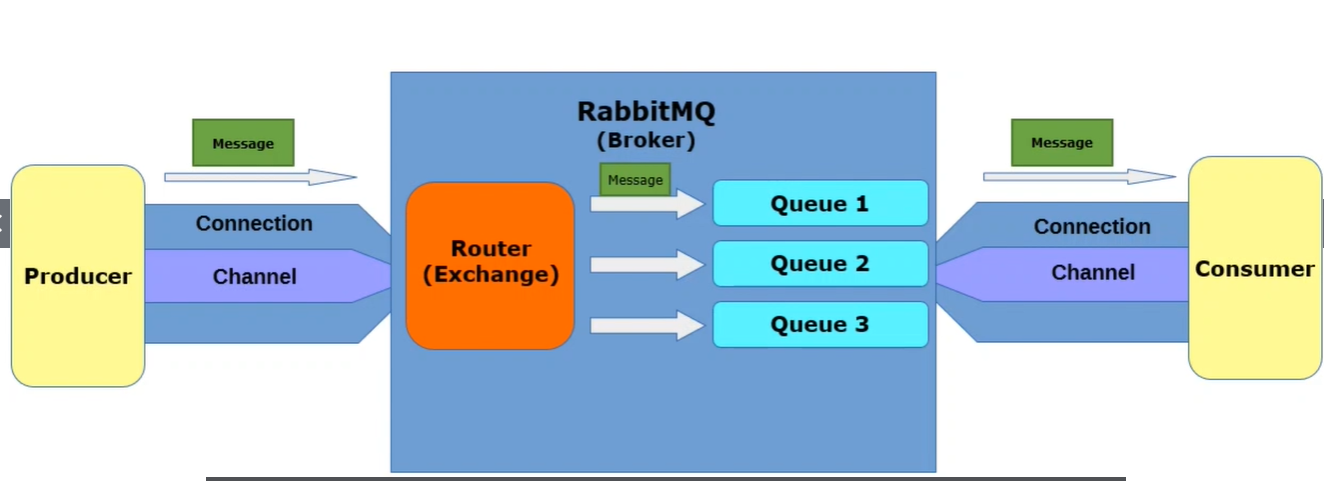 RabbitMQ
(Broker)
Message
Message
Message
Producer
Connection
Channel
Router
(Exchange)
Queue 1
Queue 2
Queue 3
Connection
Channel
Consumer